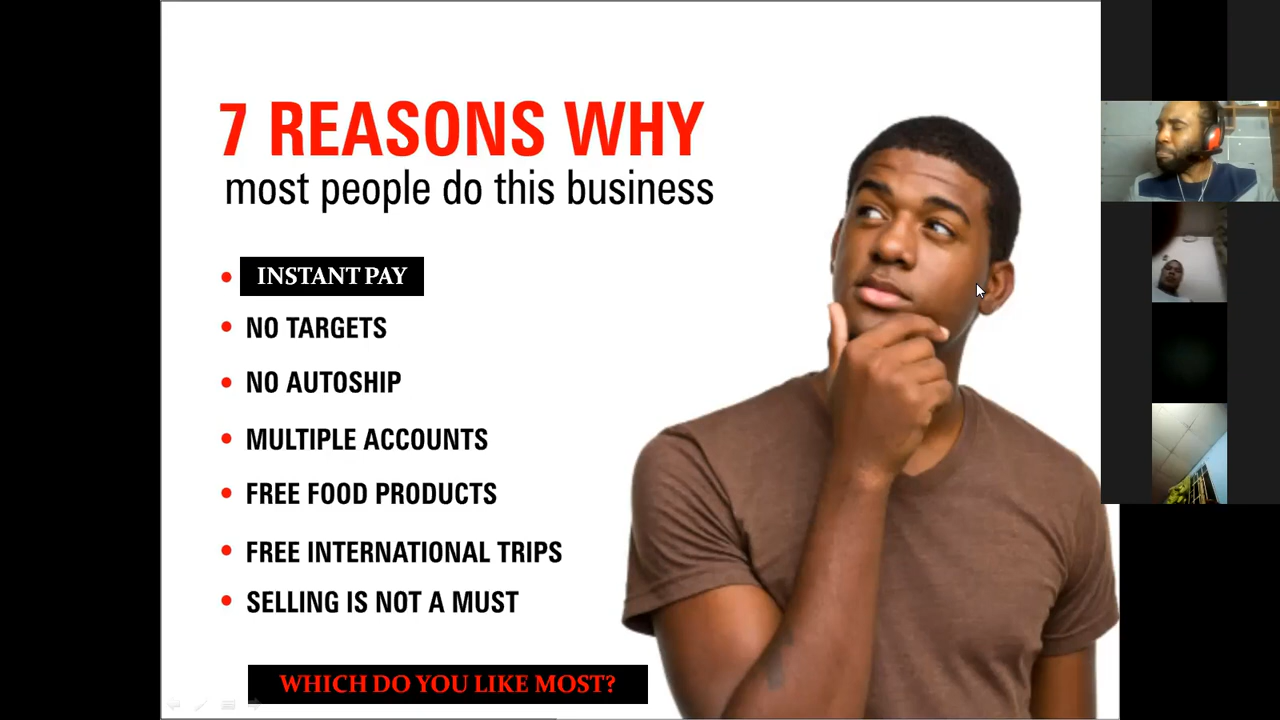 7 REASONS WHY
most people do this business
INSTANT PAY
NO TARGETS
NO AUTOSHIP
MULTIPLE ACCOUNTS
FREE FOOD PRODUCTS
FREE INTERNATIONAL TRIPS
SELLING IS NOT A MUST
WHICH DO YOU LIKE MOST?